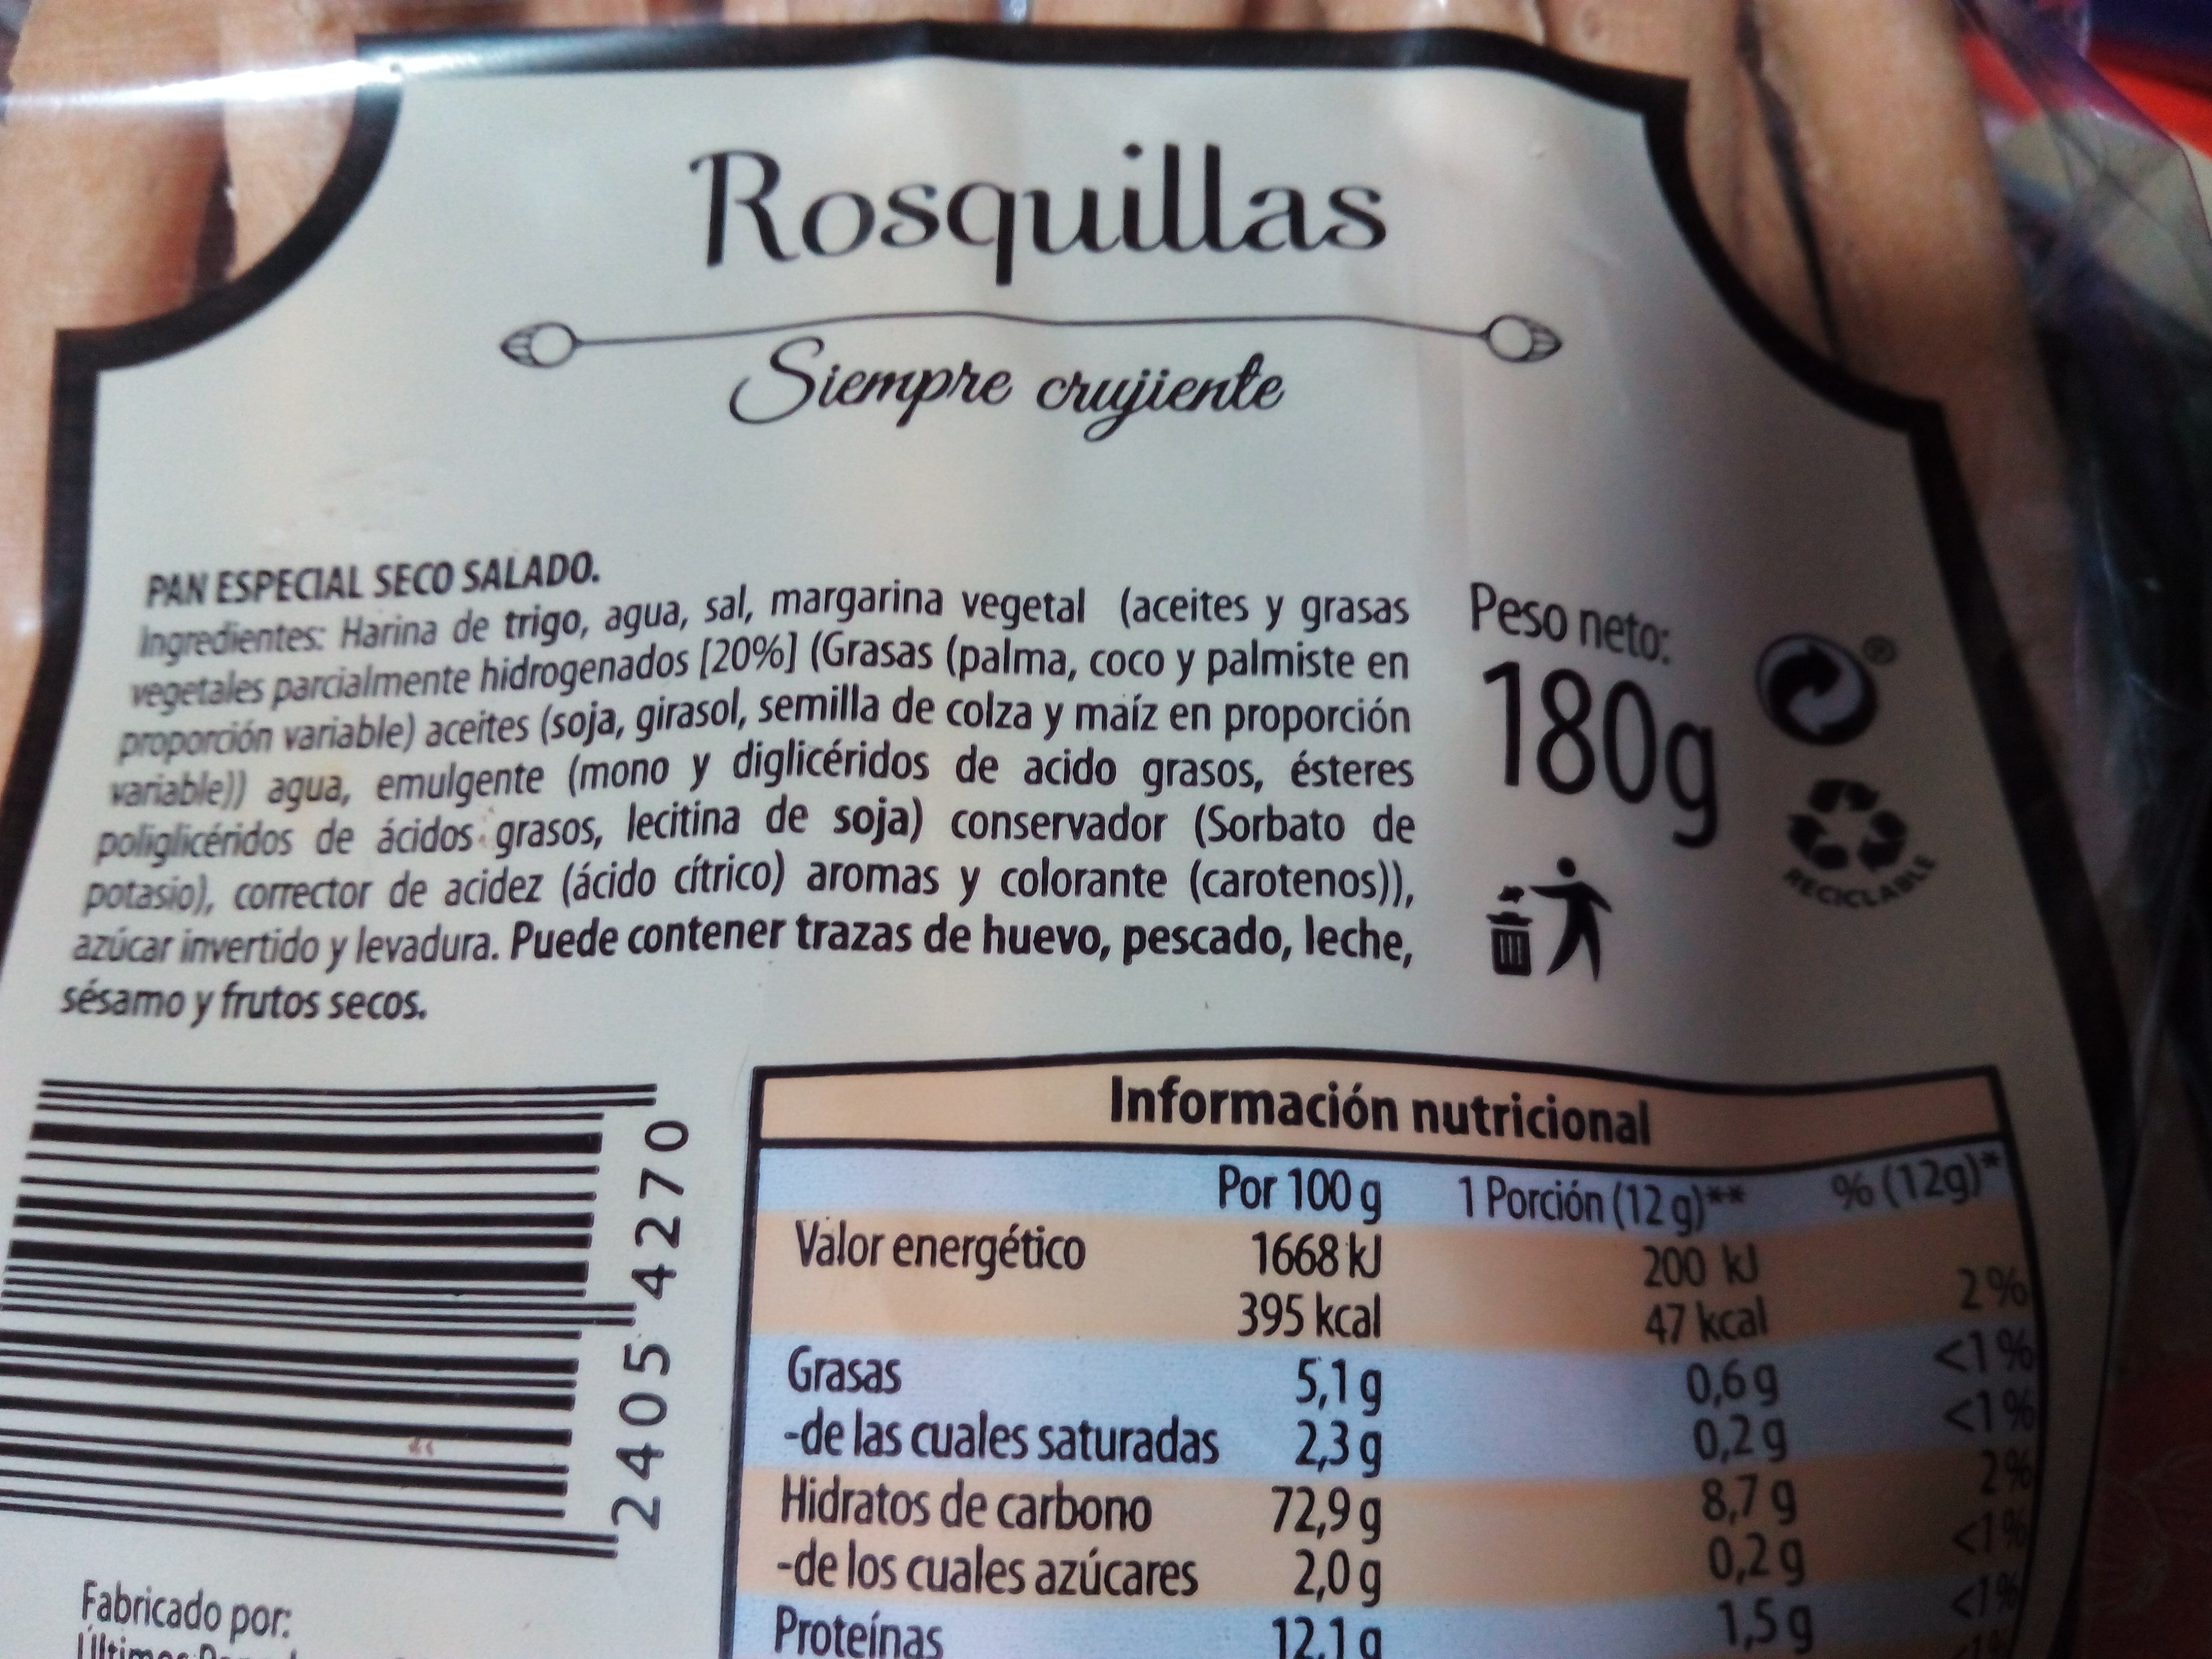 Rosquillas
Siempre crujiente
PAN ESPECIAL SECO SALADO.
Ingredientes: Harina de trigo, agua, sal, margarina vegetal (aceites y grasas
vegetales parcialmente hidrogenados [20%] (Grasas (palma, coco y palmiste en
proporción variable) aceites (soja, girasol, semilla de colza y maíz en proporción
variable)) agua, emulgente (mono y diglicéridos de acido grasos, ésteres
poliglicéridos de ácidos grasos, lecitina de soja) conservador (Sorbato de
potasio), corrector de acidez (ácido cítrico) aromas y colorante (carotenos)),
azúcar invertido y levadura. Puede contener trazas de huevo, pescado, leche,
sésamo y frutos secos.
Peso neto:
180g
®
RECICLABLE
2405 4270
Información nutricional
Por 100 g 1 Porción (12 g)** % (12g)*
Valor energético 1668 kJ 200 kJ
395 kcal 47 kcal 2%
Grasas 5,1 g 0,6 g <1%
-de las cuales saturadas 2,3 g 0,2 g <1%
Hidratos de carbono 72,9 g 8,7 g 2%
-de los cuales azúcares 2,0 g 0,2 g <1%
Proteínas 12,1 g 1,5 g <1%
Fabricado por: